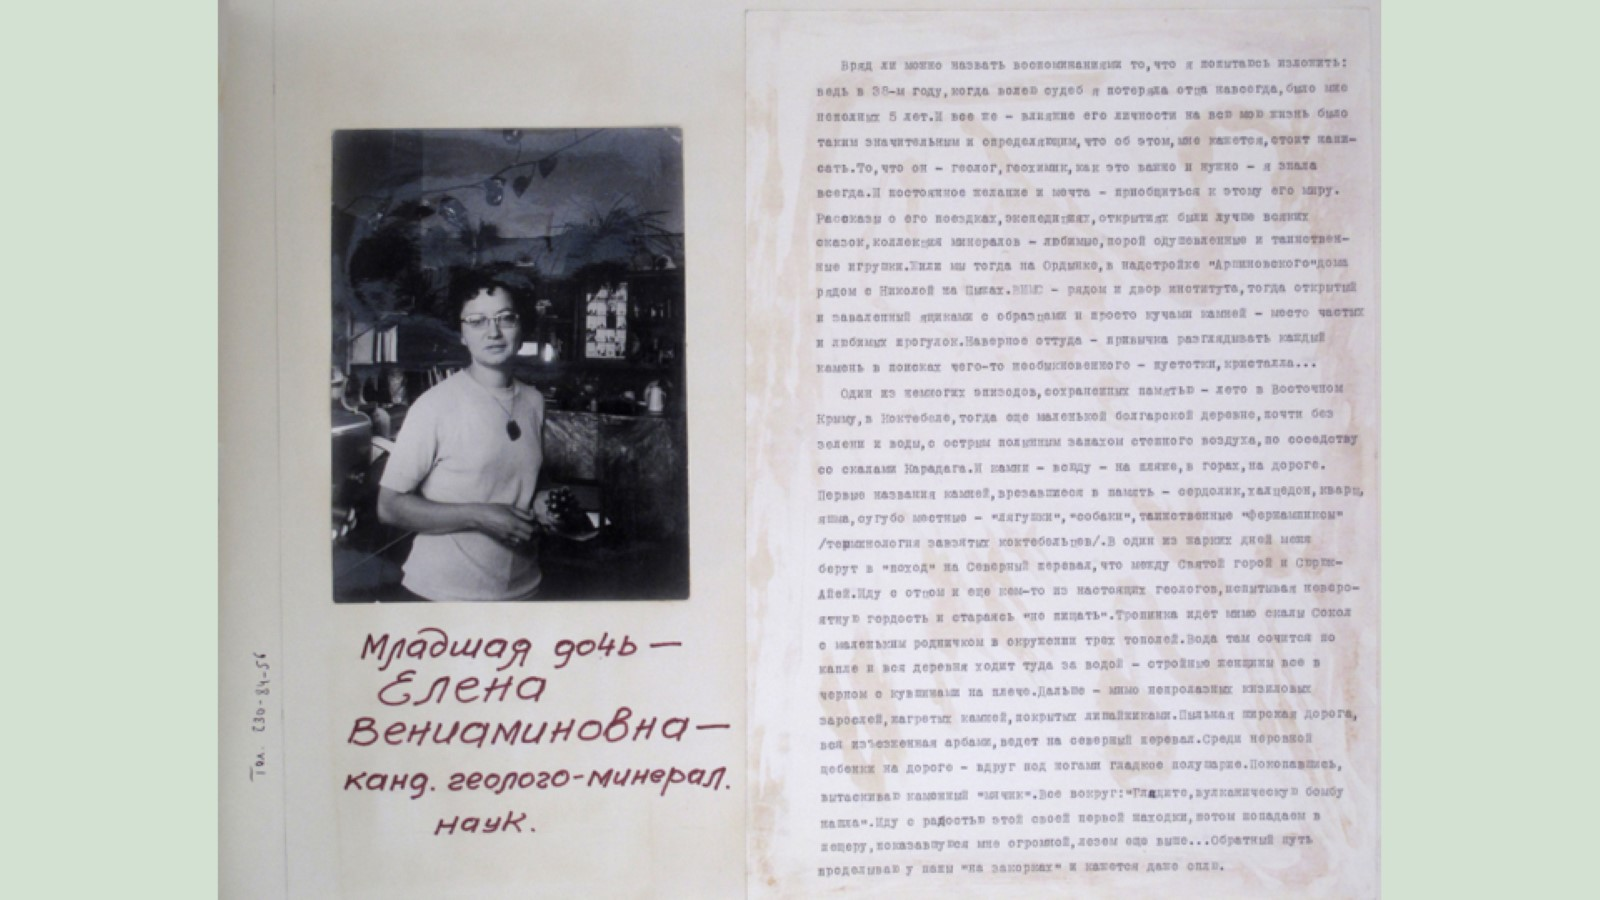 Младшая дочь —
Елена
Вениаминовна —
канд. геолого-минерал.
наук.
Тел. 230-84-56
Вряд ли можно назвать воспоминаниями то,что я попытаюсь изложить:
ведь в 38-м году,когда волею судеб я потеряла отца навсегда,было мне
неполных 5 лет.И все же - влияние его личности на всю мою жизнь было
таким значительным и определяющим,что об этом,мне кажется,стоит напи-
сать.То,что он - геолог,геохимик,как это важно и нужно - я знала
всегда.И постоянное желание и мечта - приобщиться к этому его миру.
Рассказы о его поездках,экспедициях,открытиях были лучше всяких
сказок,коллекция минералов - любимые,порой одушевленные и таинствен-
ные игрушки.Жили мы тогда на Ордынке,в надстройке "Аршиновского"дома
рядом с Николой на Пыжах.ВИМС - рядом и двор института,тогда открытый
и заваленный ящиками с образцами и просто кучами камней - место частых
и любимых прогулок.Наверное оттуда - привычка разглядывать каждый
камень в поисках чего-то необыкновенного - пустотки,кристалла...
Один из немногих эпизодов,сохраненных памятью - лето в Восточном
Крыму,в Коктебеле,тогда еще маленькой болгарской деревне,почти без
зелени и воды,с острым полынным запахом степного воздуха,по соседству
со скалами Карадага.И камни - всюду - на пляже,в горах,на дороге.
Первые названия камней,врезавшиеся в память - сердолик,халцедон,кварц,
яшма,сугубо местные - "лягушки","собаки",таинственные "ферлампиксы"
/терминология завзятых коктебельцев/.В один из жарких дней меня
берут в "поход" на Северный перевал,что между Святой горой и Сюрюк-
Айей.Иду с отцом и еще кем-то из настоящих геологов,испытывая неверо-
ятную гордость и стараясь "не пищать".Тропинка идет мимо скалы Сокол
с маленьким родничком в окружении трех тополей.Вода там сочится по
капле и вся деревня ходит туда за водой - стройные женщины все в
черном с кувшинами на плече.Дальше - мимо непролазных кизиловых
зарослей,нагретых камней,покрытых лишайниками.Пыльная широкая дорога,
вся изъезженная арбами,ведет на северный перевал.Среди неровной
щебенки на дороге - вдруг под ногами гладкое полушарие.Покопавшись,
вытаскиваю каменный "мячик".Все вокруг:"Глядите,вулканическую бомбу
нашла".Иду с радостью этой своей первой находки,потом попадаем в
пещеру,показавшуюся мне огромной,лезем еще выше...Обратный путь
проделываю у папы "на закорках" и кажется даже сплю.